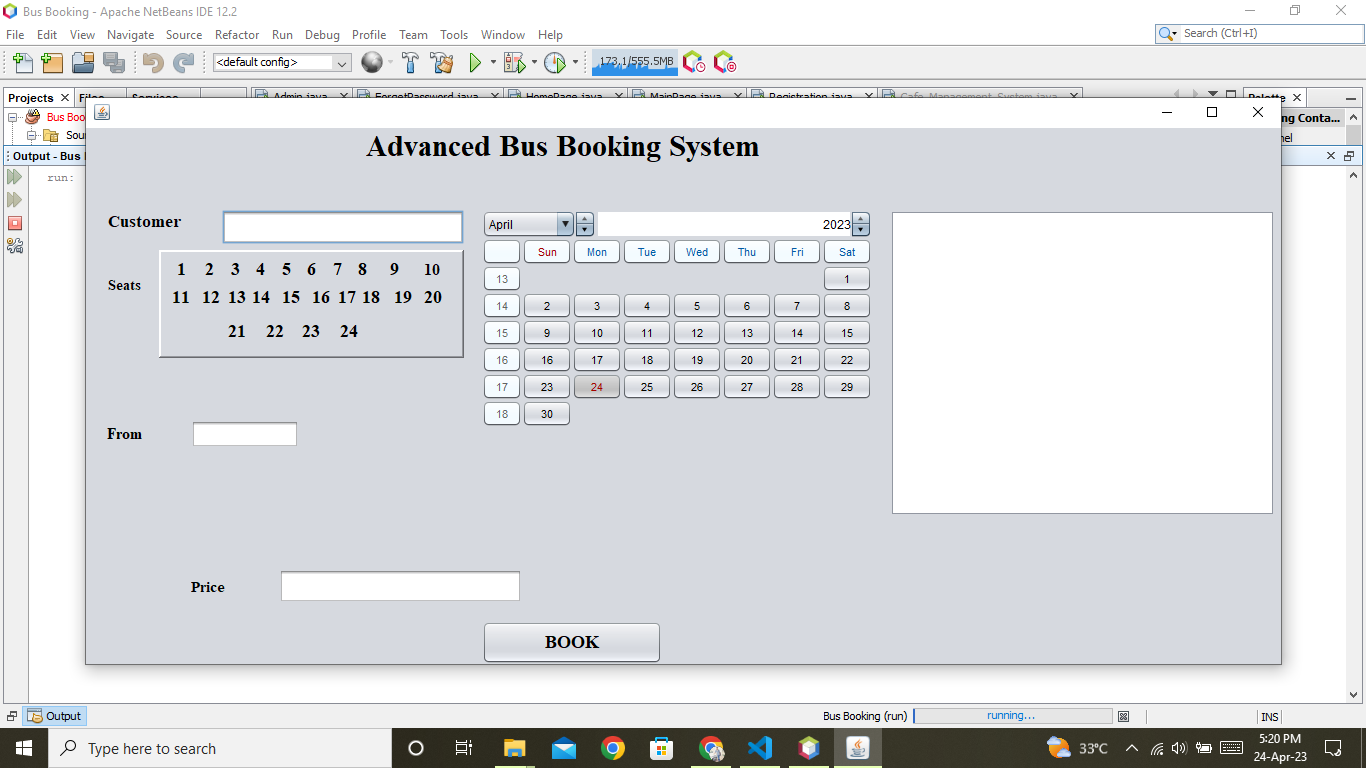 Bus Booking - Apache NetBeans IDE 12.2
File Edit View Navigate Source Refactor Run Debug Profile Team Tools Window Help
Search (Ctrl+I)
<default config>
173.1/555.5MB
Projects Files Services Admin.java ForgetPassword.java HomePage.java MainPage.java Registration.java Cafe_Management_System.java Palette
Bus Boo
ng Conta...
Sou
nel
Output - Bus
run:
Advanced Bus Booking System
Customer
April 2023
Sun Mon Tue Wed Thu Fri Sat
13 1
14 2 3 4 5 6 7 8
15 9 10 11 12 13 14 15
16 16 17 18 19 20 21 22
17 23 24 25 26 27 28 29
18 30
Seats
1 2 3 4 5 6 7 8 9 10
11 12 13 14 15 16 17 18 19 20
21 22 23 24
From
Price
BOOK
Output
Bus Booking (run) running... INS
Type here to search
33°C
5:20 PM
24-Apr-23